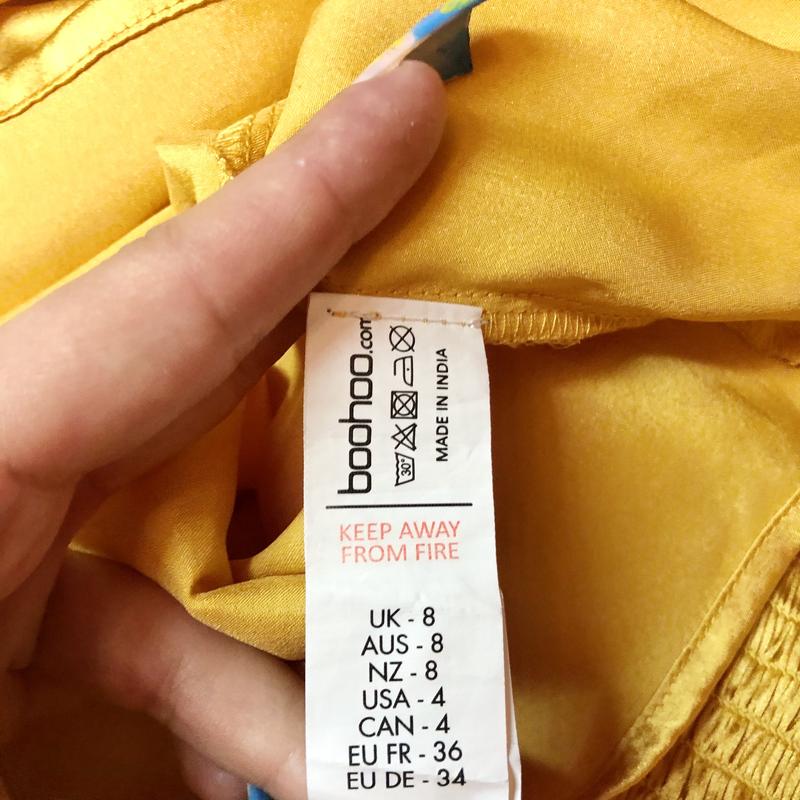 boohoo.com
30°
MADE IN INDIA
KEEP AWAY
FROM FIRE
UK - 8
AUS - 8
NZ - 8
USA - 4
CAN - 4
EU FR - 36
EU DE - 34